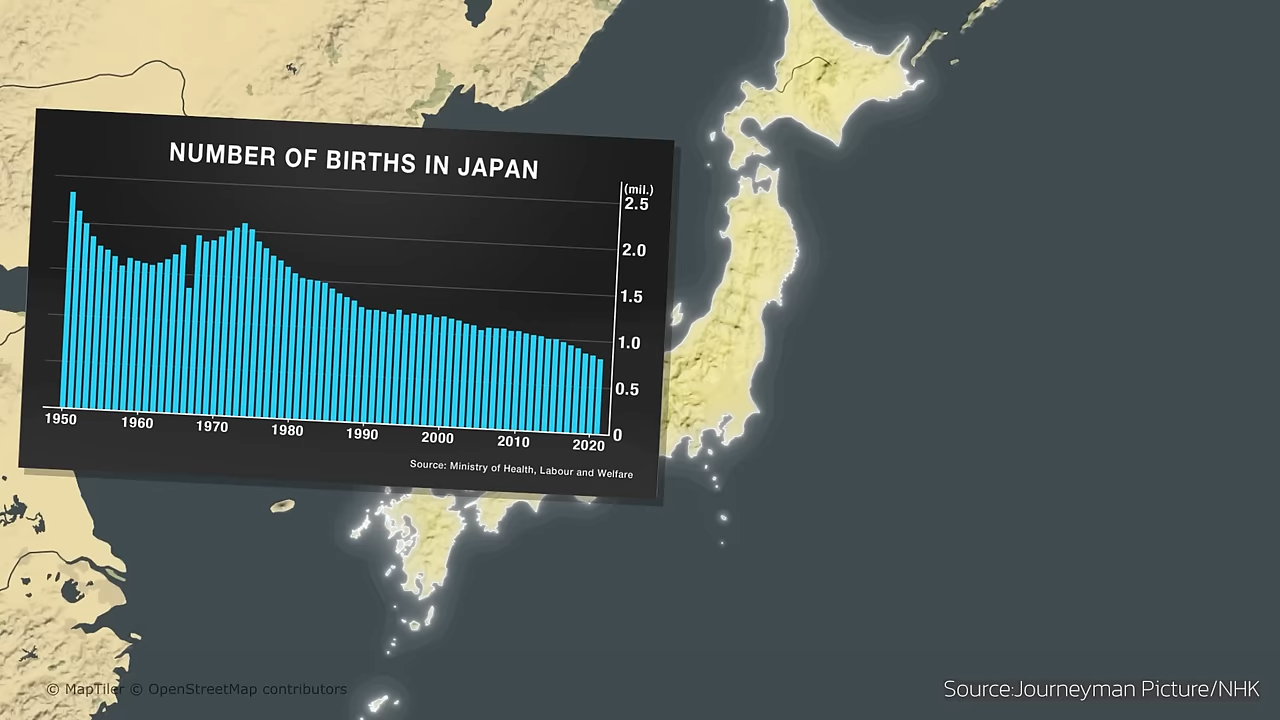 NUMBER OF BIRTHS IN JAPAN
(mil.)
2.5
2.0
1.5
1.0
0.5
0
1950 1960 1970 1980 1990 2000 2010 2020
Source: Ministry of Health, Labour and Welfare
© MapTiler © OpenStreetMap contributors
Source:Journeyman Picture/NHK